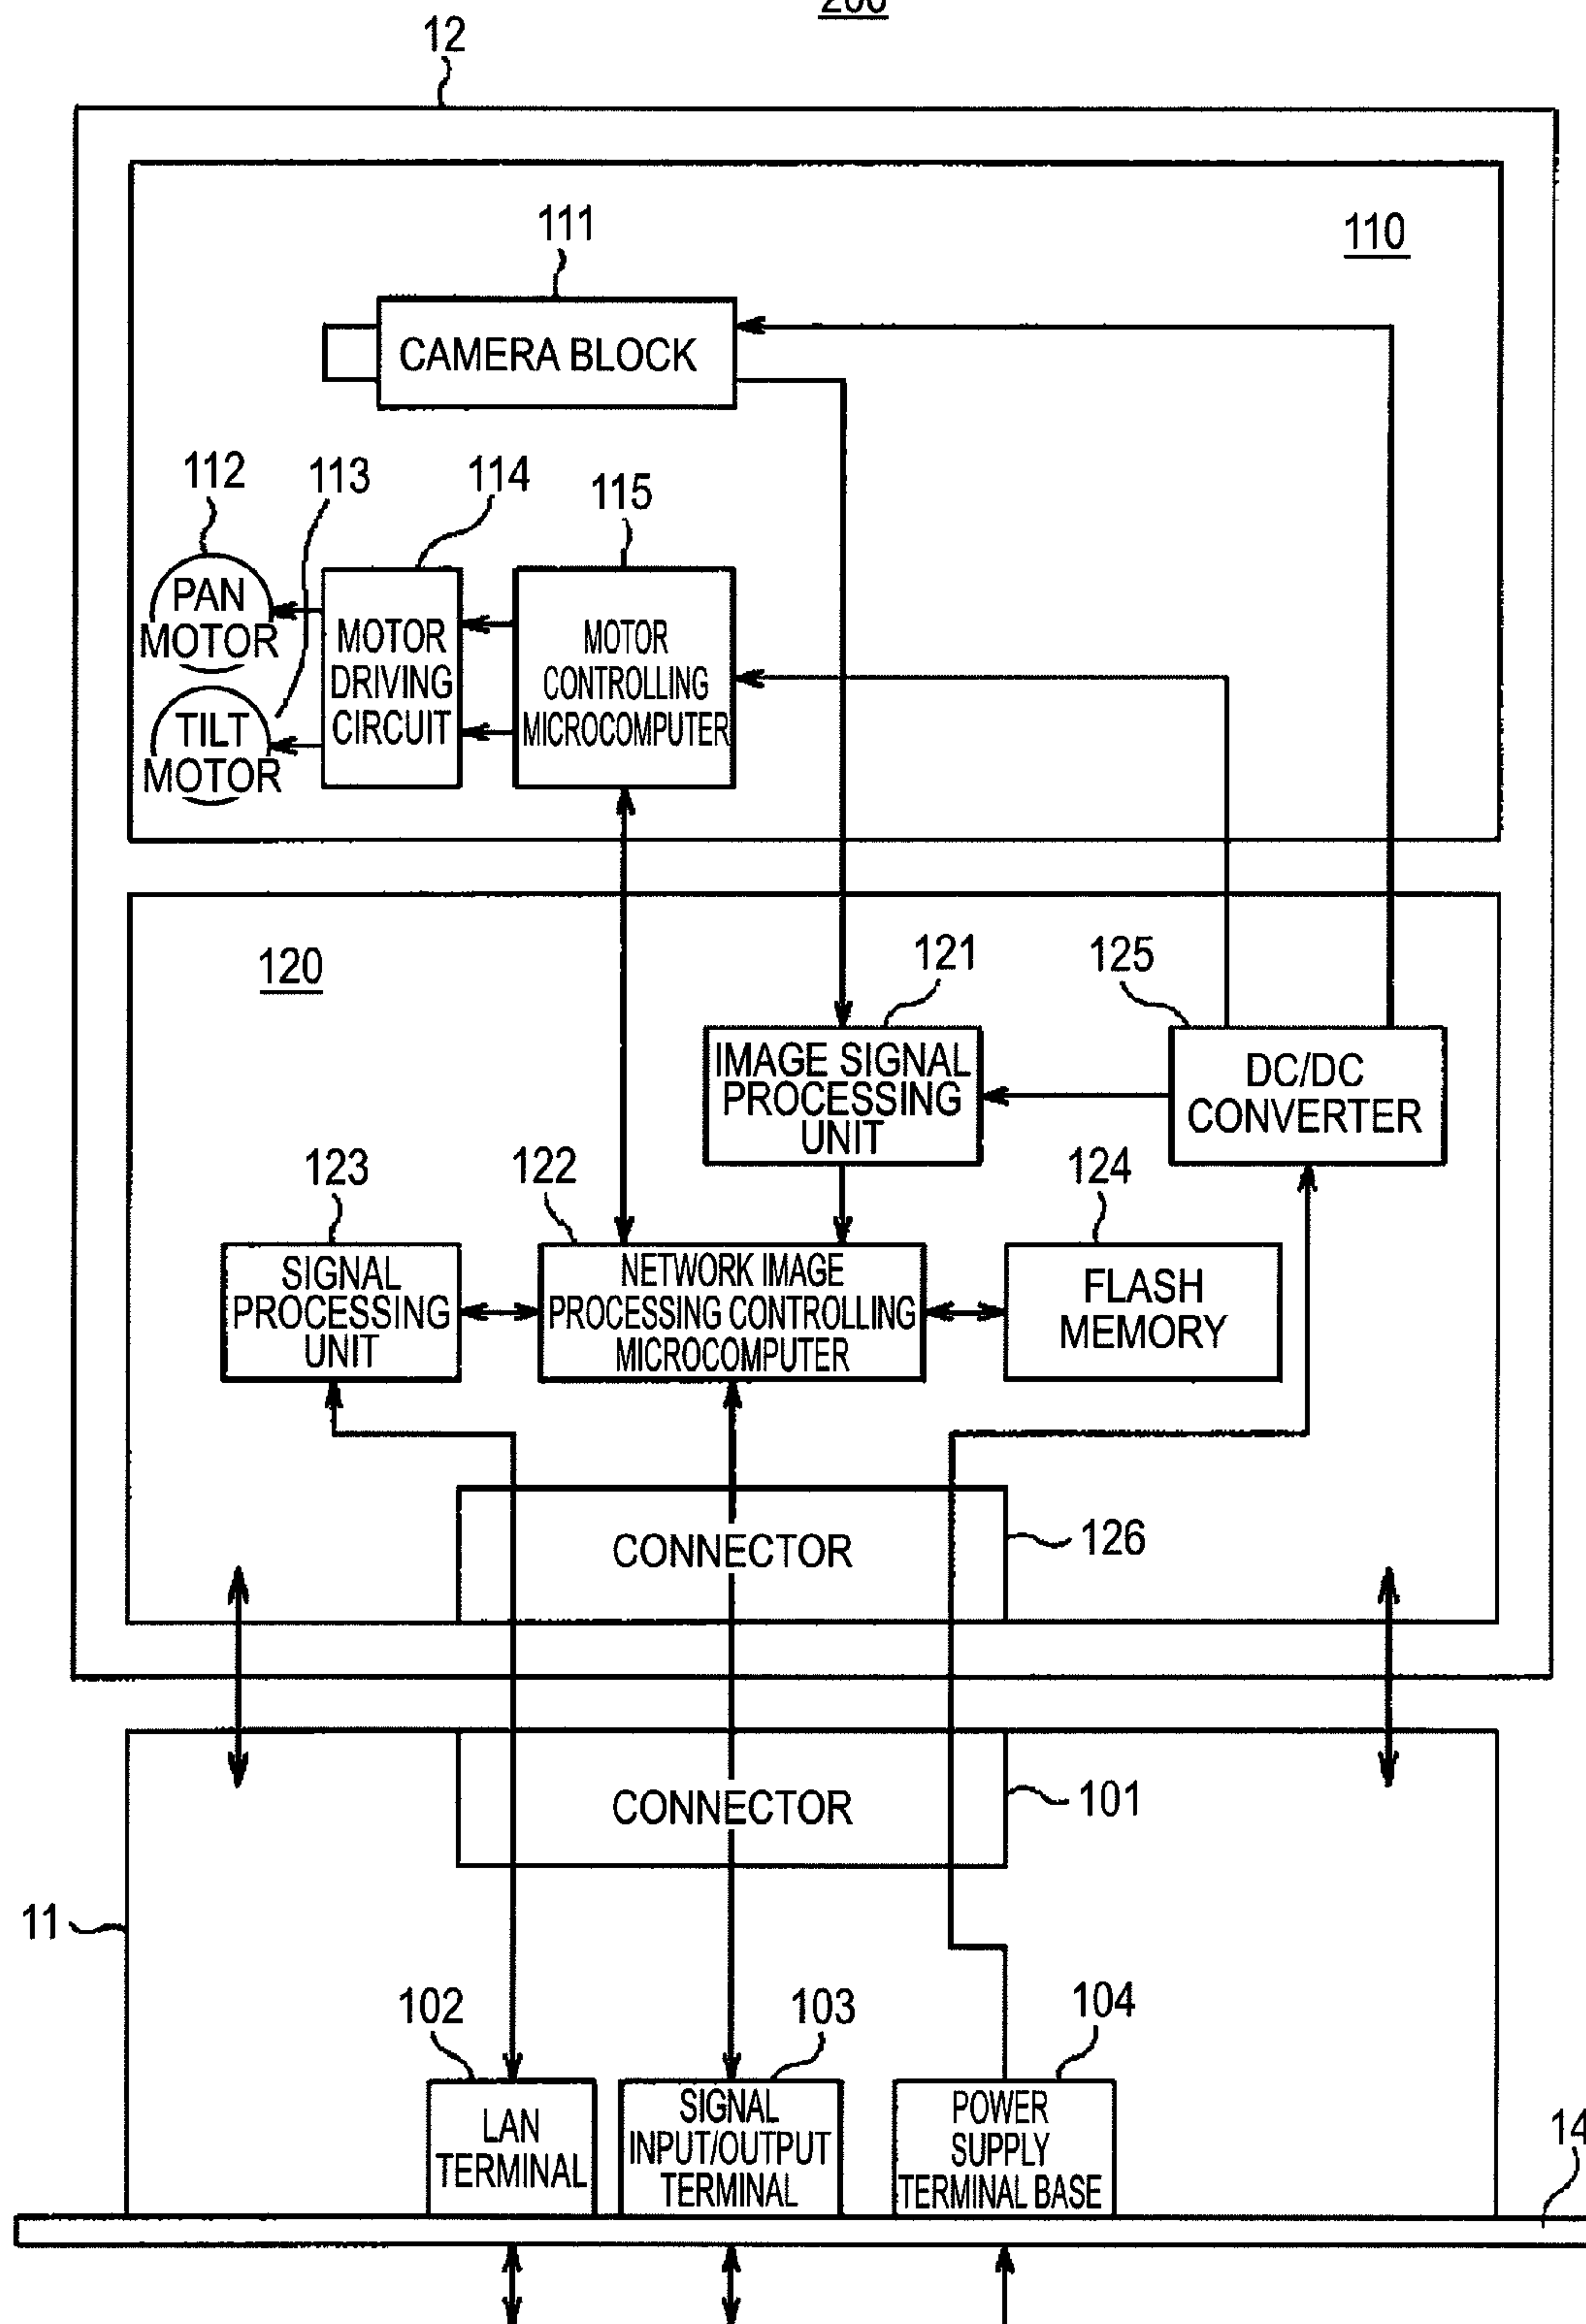 200
12
110
111
CAMERA BLOCK
112
113
114
115
PAN
MOTOR
TILT
MOTOR
MOTOR
DRIVING
CIRCUIT
MOTOR
CONTROLLING
MICROCOMPUTER
120
121
125
IMAGE SIGNAL
PROCESSING
UNIT
DC/DC
CONVERTER
123
122
124
SIGNAL
PROCESSING
UNIT
NETWORK IMAGE
PROCESSING CONTROLLING
MICROCOMPUTER
FLASH
MEMORY
CONNECTOR
126
CONNECTOR
101
11
102
103
104
LAN
TERMINAL
SIGNAL
INPUT/OUTPUT
TERMINAL
POWER
SUPPLY
TERMINAL BASE
14